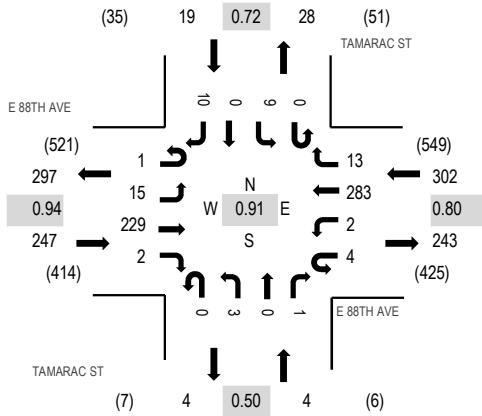 (35) 19 0.72 28 (51)
TAMARAC ST
10 0 9 0
E 88TH AVE
(521) (549)
297 1 13 302
0.94 15 N 283 0.80
W 0.91 E
229 S 2
247 2 4 243
(414) (425)
0 3 0 1
E 88TH AVE
TAMARAC ST
(7) 4 0.50 4 (6)